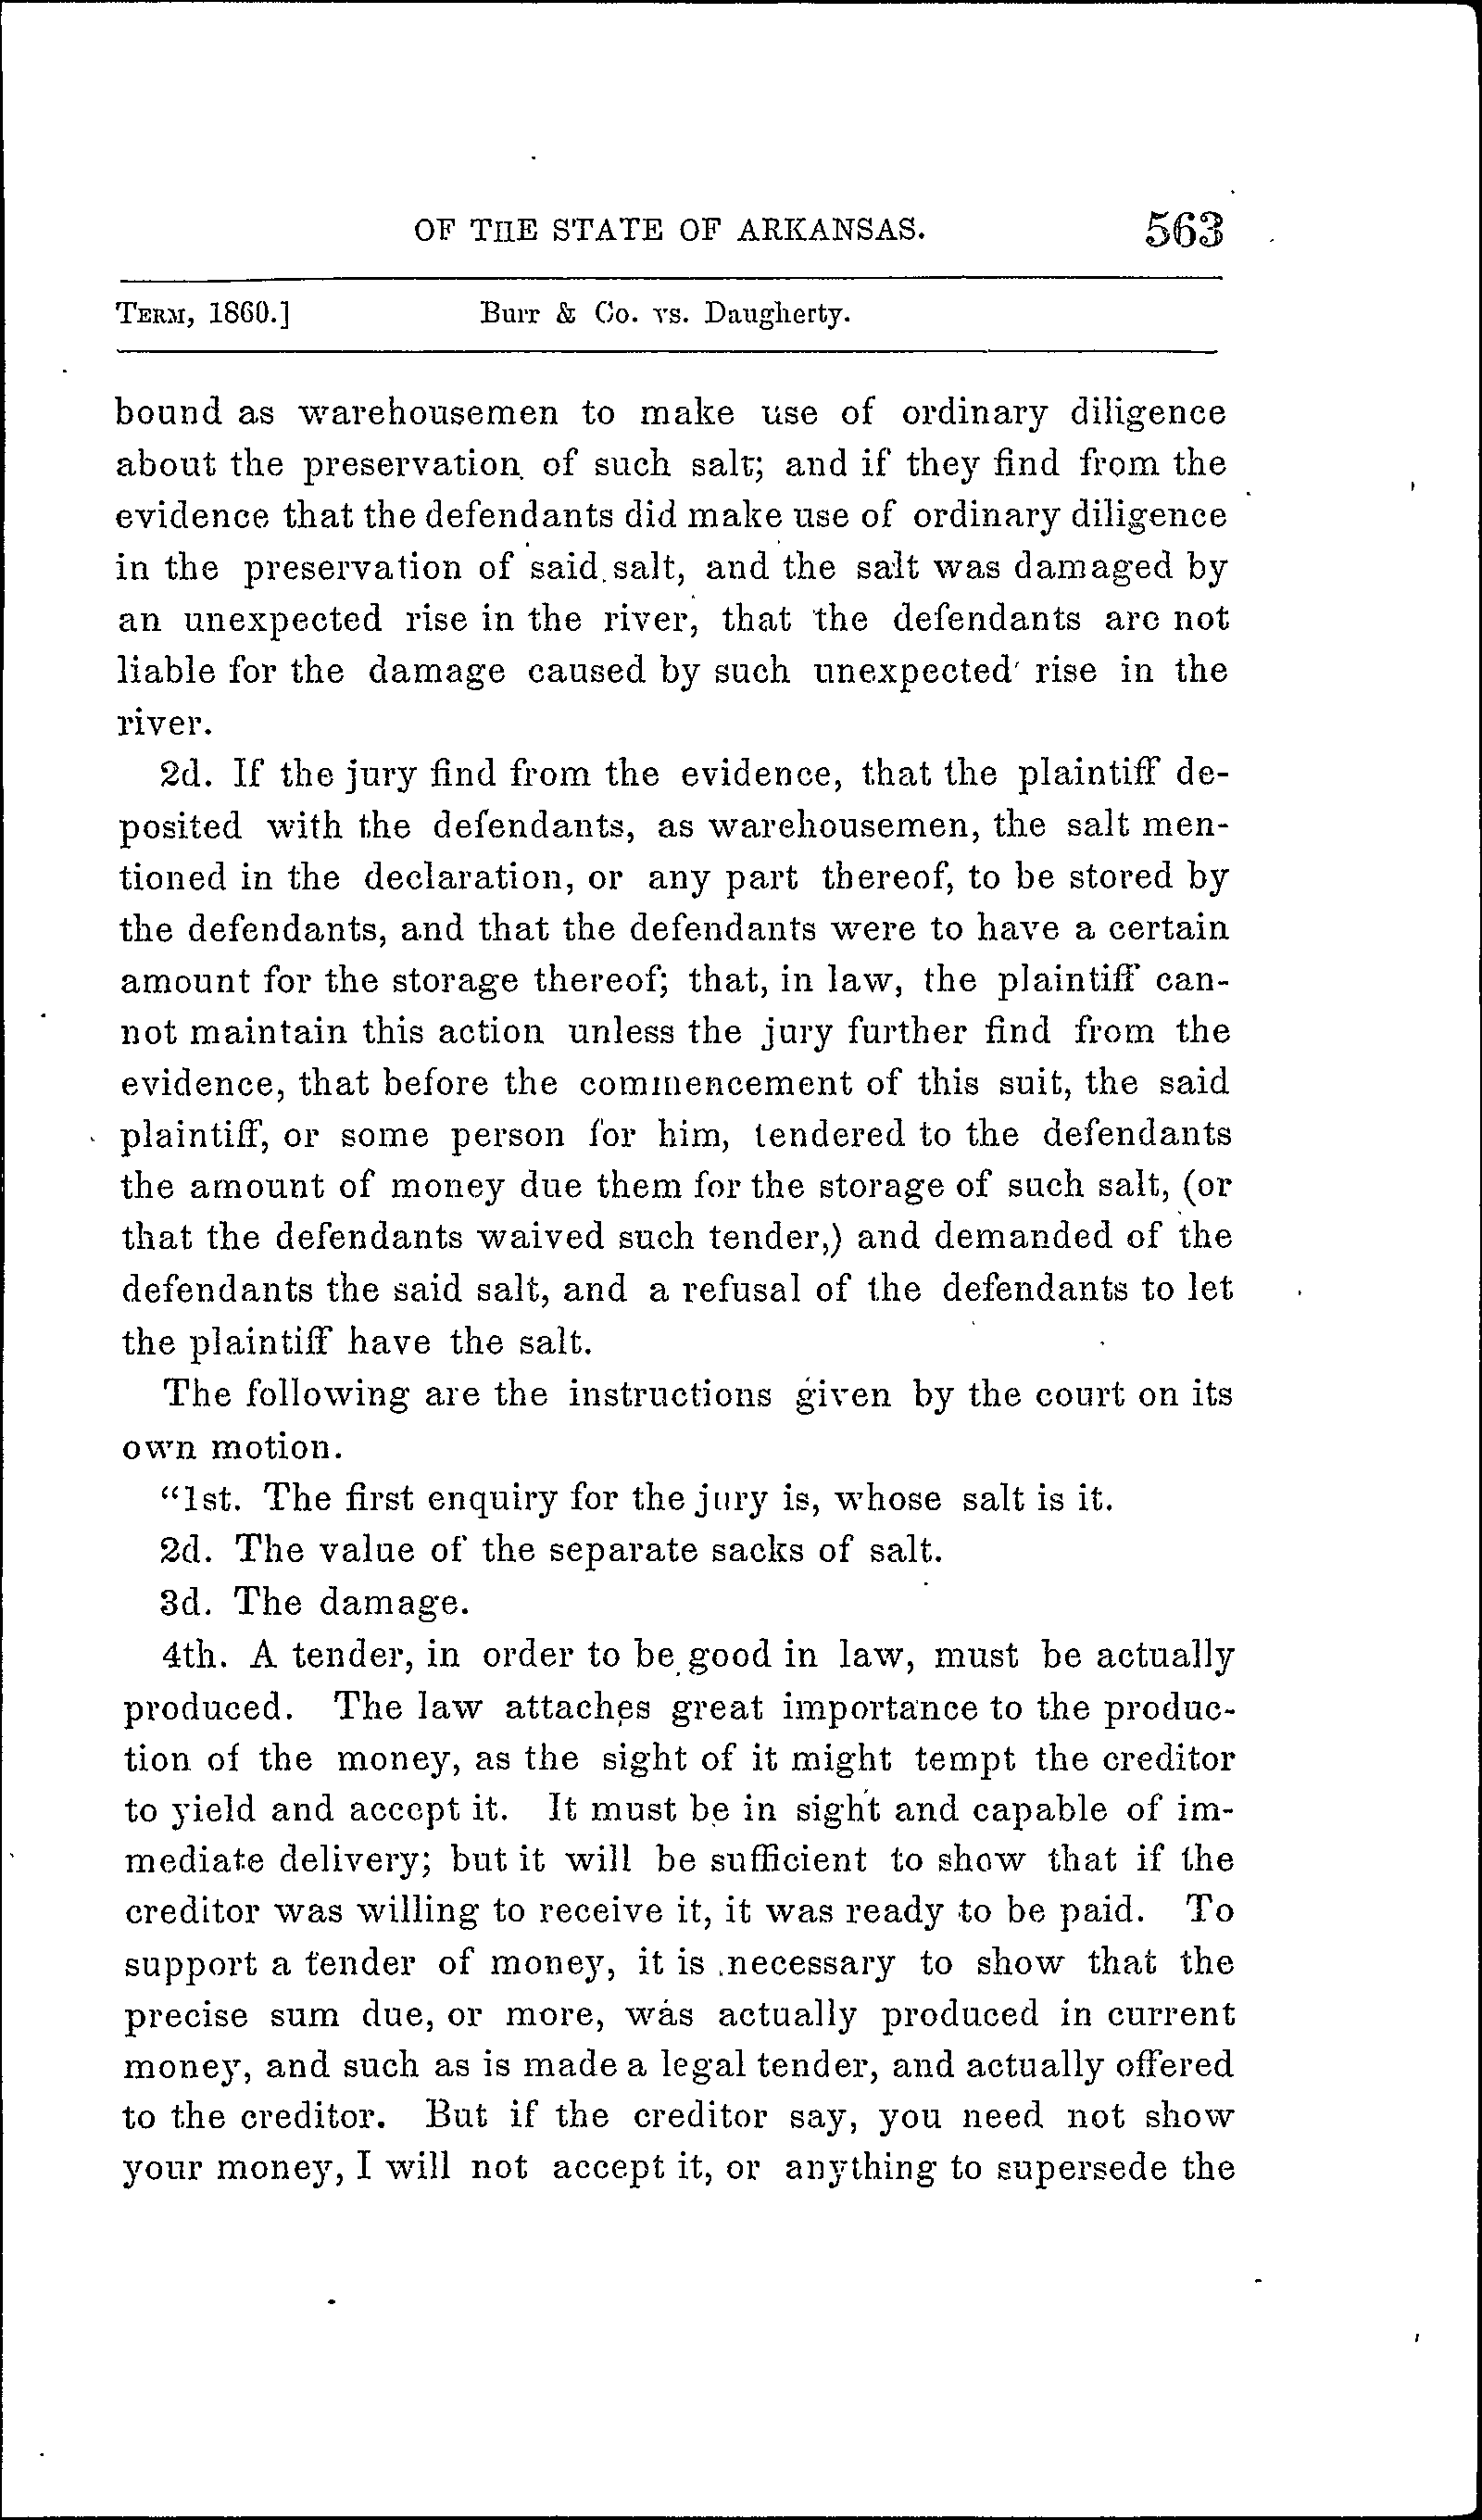 OF THE STATE OF ARKANSAS. 563
TERM, 1860.] Burr & Co. vs. Daugherty.
bound as warehousemen to make use of ordinary diligence
about the preservation of such salt; and if they find from the
evidence that the defendants did make use of ordinary diligence
in the preservation of said salt, and the salt was damaged by
an unexpected rise in the river, that the defendants are not
liable for the damage caused by such unexpected rise in the
river.
2d. If the jury find from the evidence, that the plaintiff de-
posited with the defendants, as warehousemen, the salt men-
tioned in the declaration, or any part thereof, to be stored by
the defendants, and that the defendants were to have a certain
amount for the storage thereof; that, in law, the plaintiff can-
not maintain this action unless the jury further find from the
evidence, that before the commencement of this suit, the said
plaintiff, or some person for him, tendered to the defendants
the amount of money due them for the storage of such salt, (or
that the defendants waived such tender,) and demanded of the
defendants the said salt, and a refusal of the defendants to let
the plaintiff have the salt.
The following are the instructions given by the court on its
own motion.
"1st. The first enquiry for the jury is, whose salt is it.
2d. The value of the separate sacks of salt.
3d. The damage.
4th. A tender, in order to be good in law, must be actually
produced. The law attaches great importance to the produc-
tion of the money, as the sight of it might tempt the creditor
to yield and accept it. It must be in sight and capable of im-
mediate delivery; but it will be sufficient to show that if the
creditor was willing to receive it, it was ready to be paid. To
support a tender of money, it is necessary to show that the
precise sum due, or more, was actually produced in current
money, and such as is made a legal tender, and actually offered
to the creditor. But if the creditor say, you need not show
your money, I will not accept it, or anything to supersede the